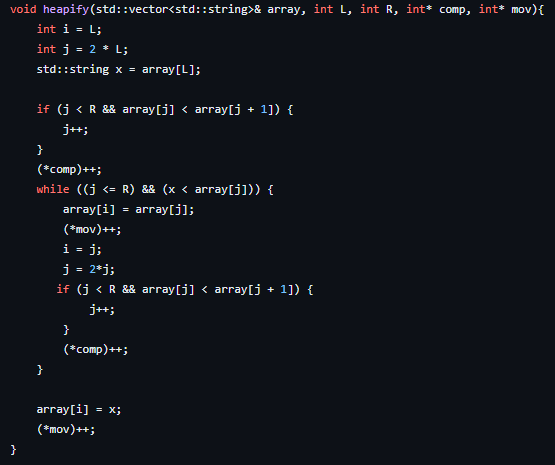 void heapify(std::vector<std::string>& array, int L, int R, int* comp, int* mov){
    int i = L;
    int j = 2 * L;
    std::string x = array[L];

    if (j < R && array[j] < array[j + 1]) {
        j++;
    }
    (*comp)++;
    while ((j <= R) && (x < array[j])) {
        array[i] = array[j];
        (*mov)++;
        i = j;
        j = 2*j;
       if (j < R && array[j] < array[j + 1]) {
            j++;
        }
        (*comp)++;
    }

    array[i] = x;
    (*mov)++;
}